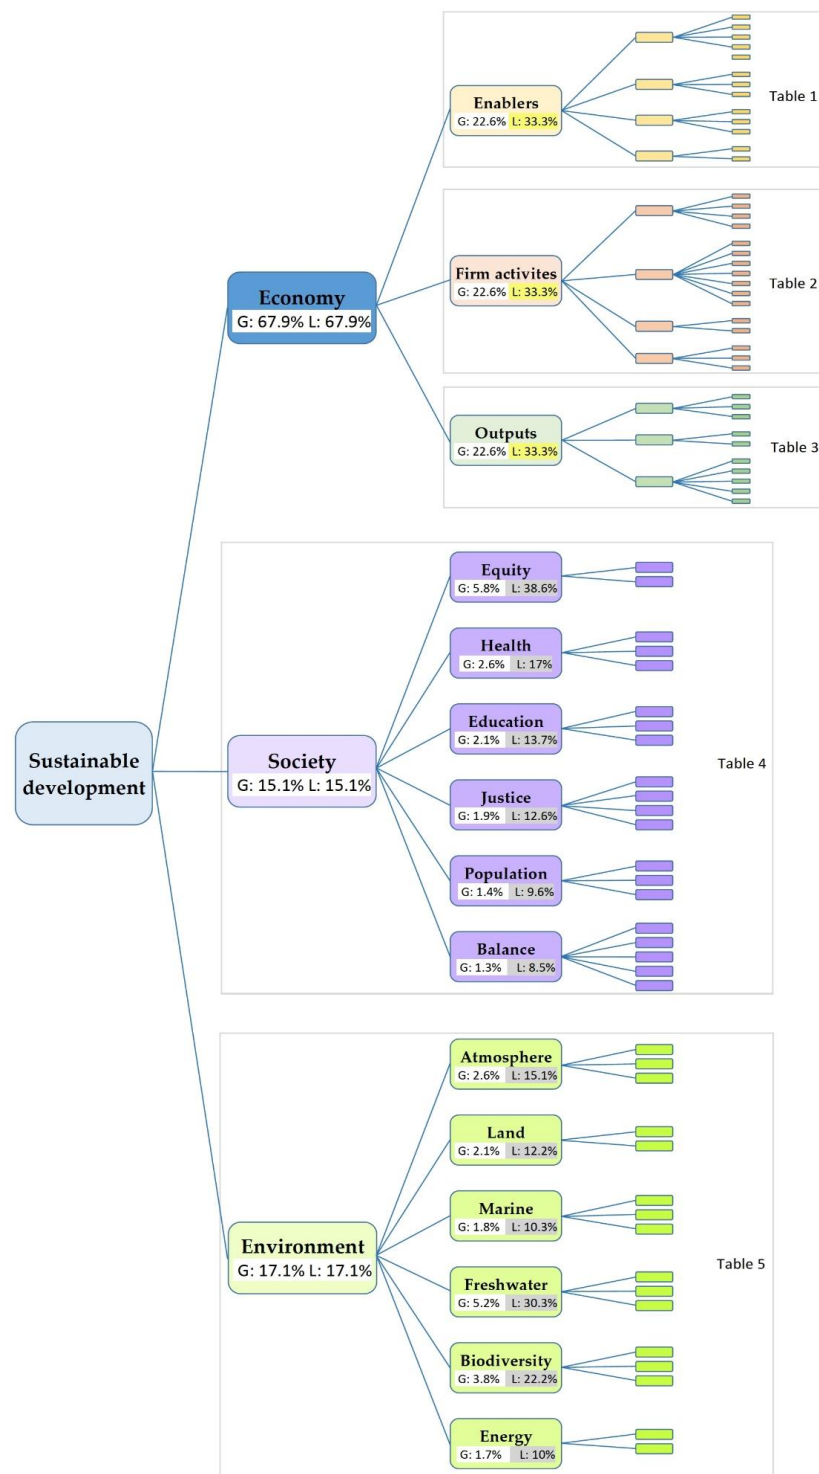 Enablers
G: 22.6% L: 33.3%
Table 1
Firm activites
G: 22.6% L: 33.3%
Table 2
Economy
G: 67.9% L: 67.9%
Outputs
G: 22.6% L: 33.3%
Table 3
Equity
G: 5.8% L: 38.6%
Health
G: 2.6% L: 17%
Education
G: 2.1% L: 13.7%
Sustainable
development
Society
G: 15.1% L: 15.1%
Table 4
Justice
G: 1.9% L: 12.6%
Population
G: 1.4% L: 9.6%
Balance
G: 1.3% L: 8.5%
Atmosphere
G: 2.6% L: 15.1%
Land
G: 2.1% L: 12.2%
Marine
G: 1.8% L: 10.3%
Environment
G: 17.1% L: 17.1%
Table 5
Freshwater
G: 5.2% L: 30.3%
Biodiversity
G: 3.8% L: 22.2%
Energy
G: 1.7% L: 10%